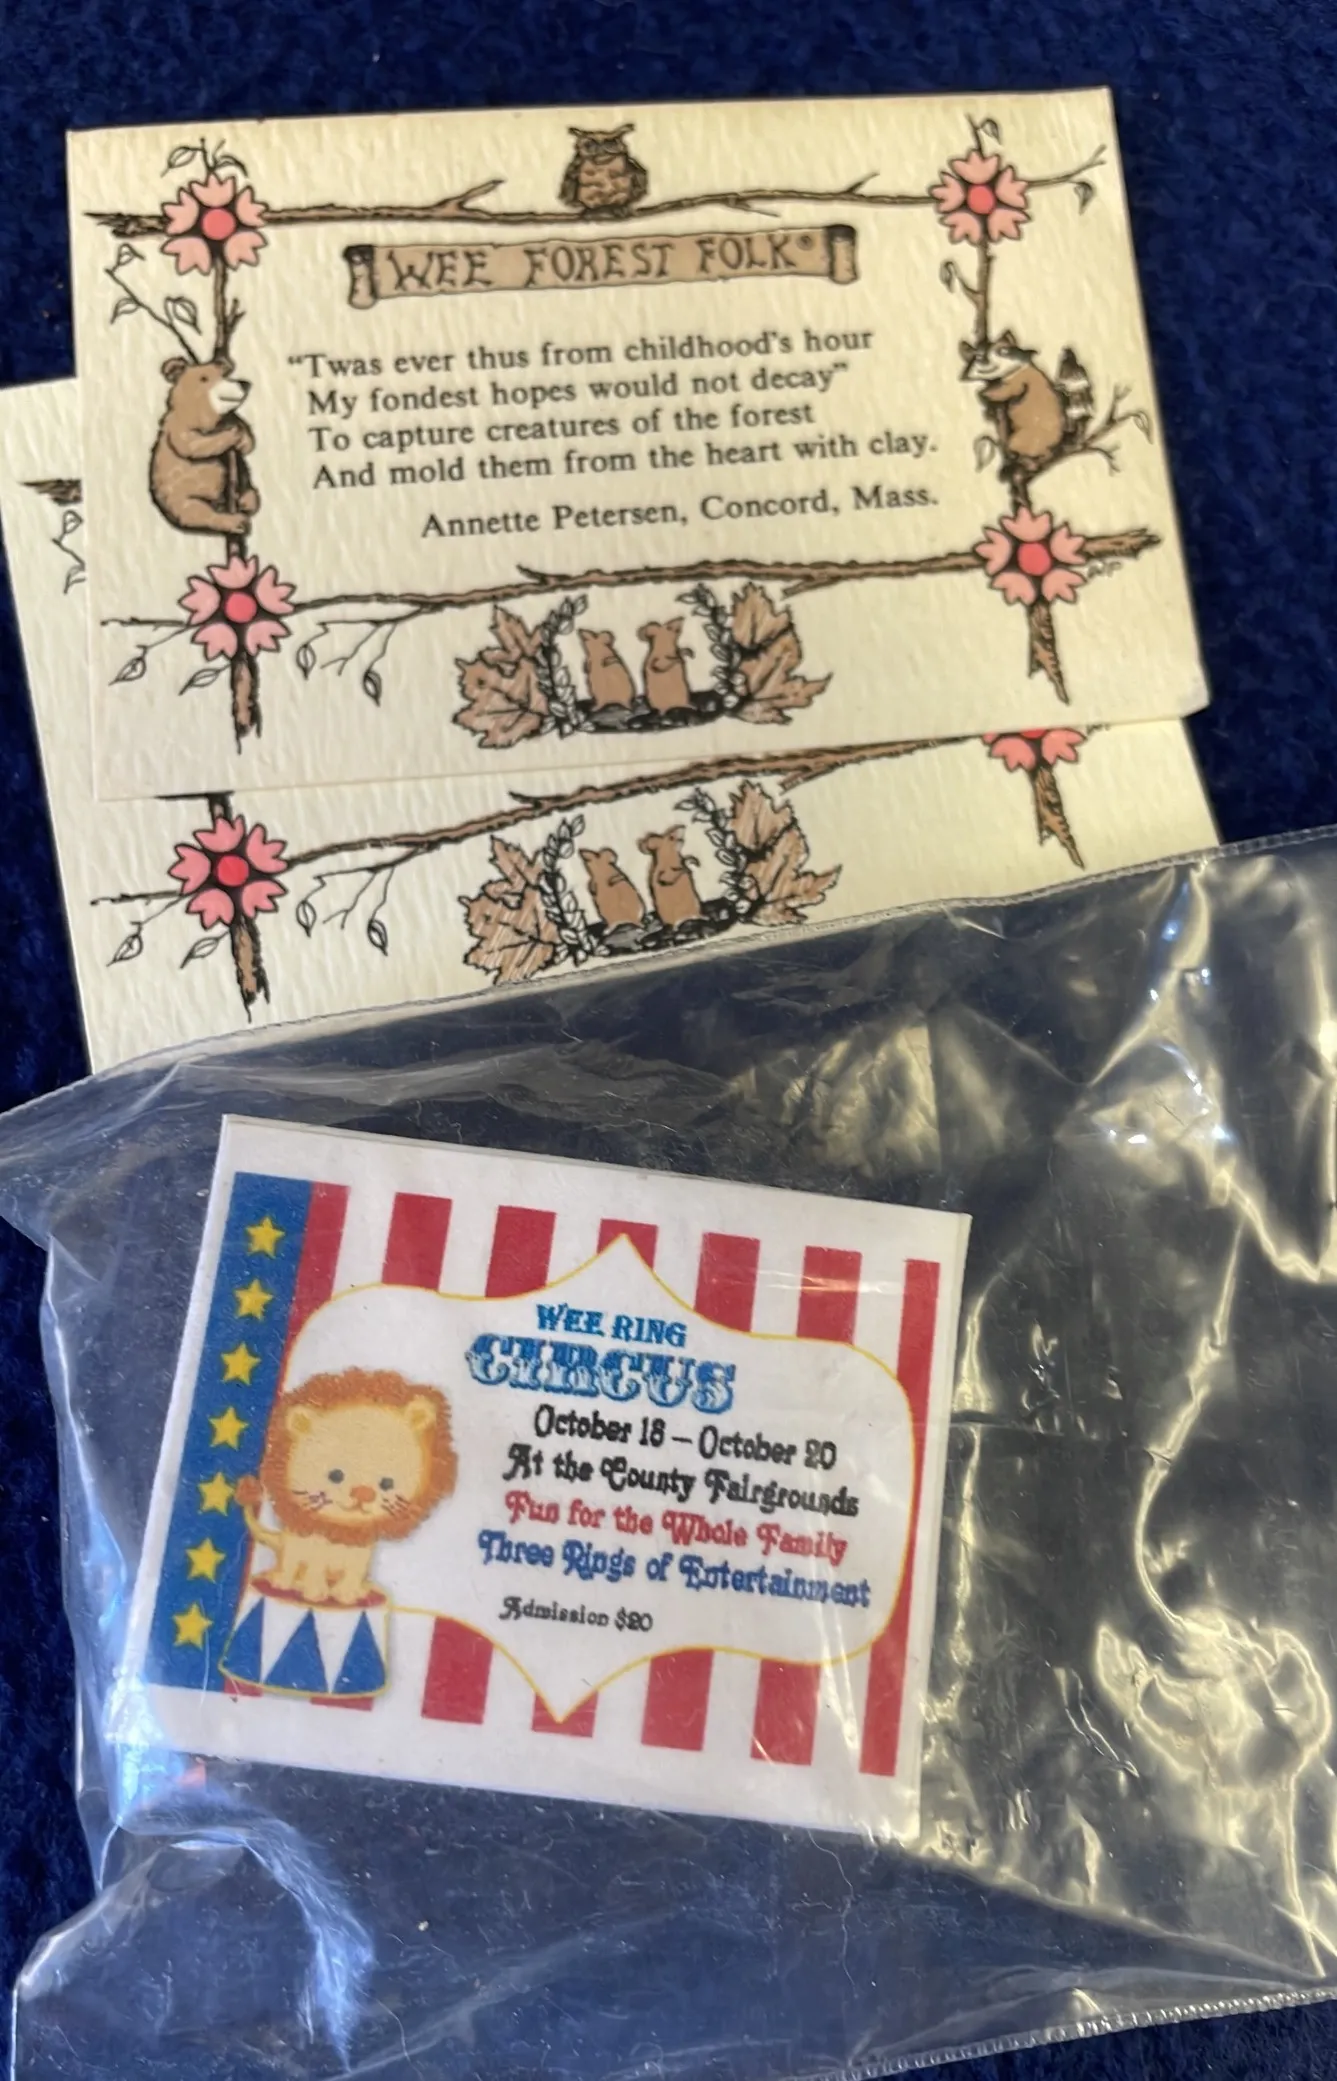 WEE FOREST FOLK®
“Twas ever thus from childhood's hour
My fondest hopes would not decay”
To capture creatures of the forest
And mold them from the heart with clay.
Annette Petersen, Concord, Mass.
WEE RING
CIRCUS
October 18 – October 20
At the County Fairgrounds
Fun for the Whole Family
Three Rings of Entertainment
Admission $20